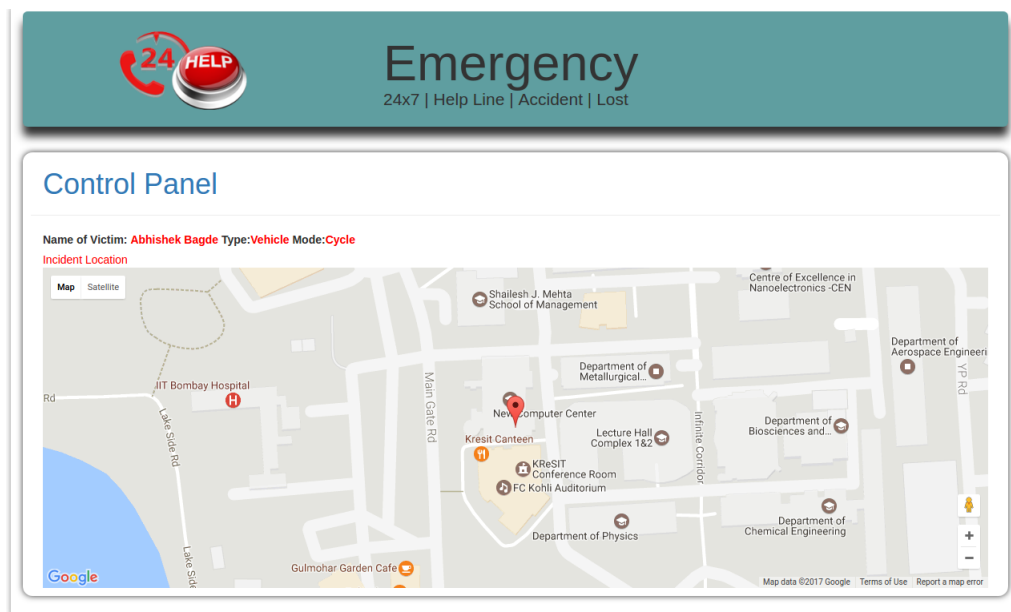 24 HELP
Emergency
24x7 | Help Line | Accident | Lost
Control Panel
Name of Victim: Abhishek Bagde Type:Vehicle Mode:Cycle
Incident Location
Map Satellite
Centre of Excellence in
Nanoelectronics -CEN
Shailesh J. Mehta
School of Management
Department of
Aerospace Engineeri
Department of
Metallurgical...
IIT Bombay Hospital
H
Rd
Main Gate Rd
YP Rd
Lake Side Rd
New Computer Center
Infinite Corridor
Department of
Biosciences and...
Lecture Hall
Complex 1&2
Kresit Canteen
KReSIT
Conference Room
FC Kohli Auditorium
Department of
Chemical Engineering
Department of Physics
Lake Side
Gulmohar Garden Cafe
+
−
Google
Map data ©2017 Google Terms of Use Report a map error